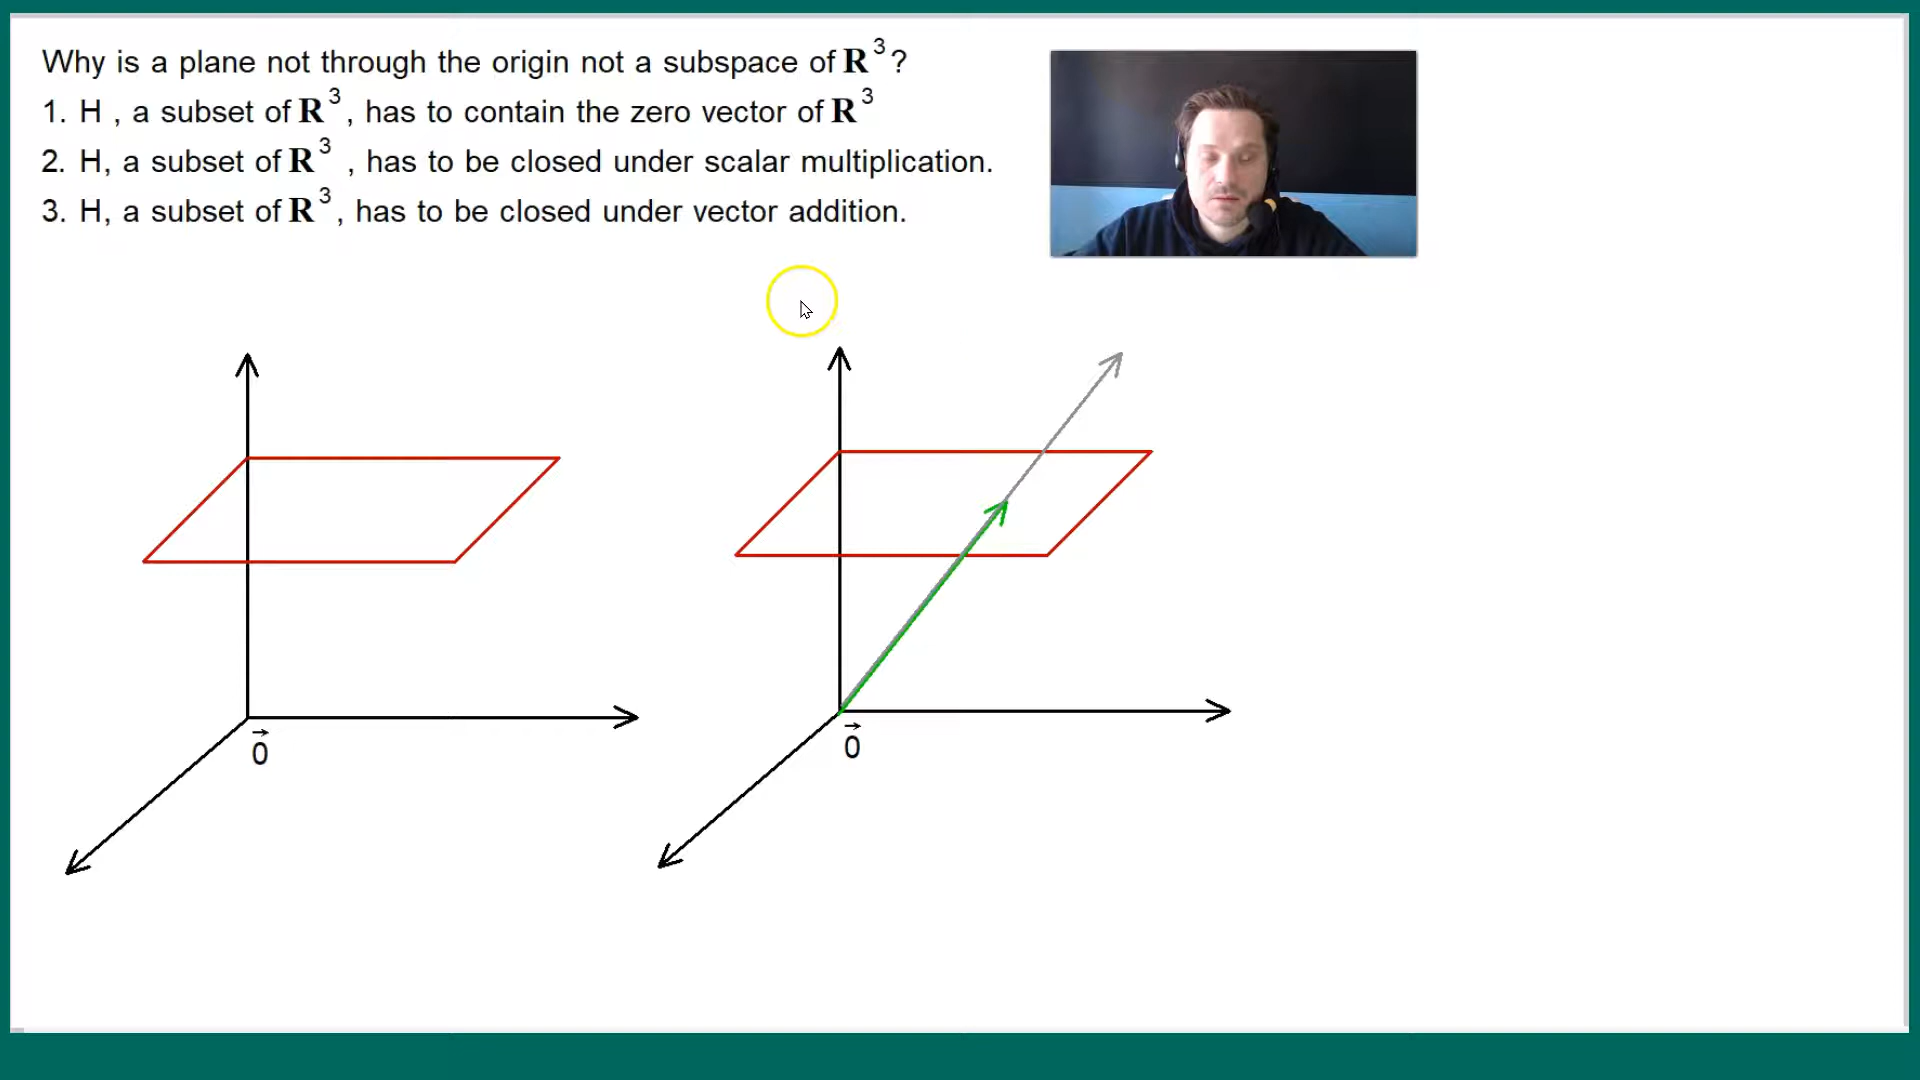 Why is a plane not through the origin not a subspace of R³?
1. H , a subset of R³, has to contain the zero vector of R³
2. H, a subset of R³ , has to be closed under scalar multiplication.
3. H, a subset of R³, has to be closed under vector addition.
0⃗
0⃗